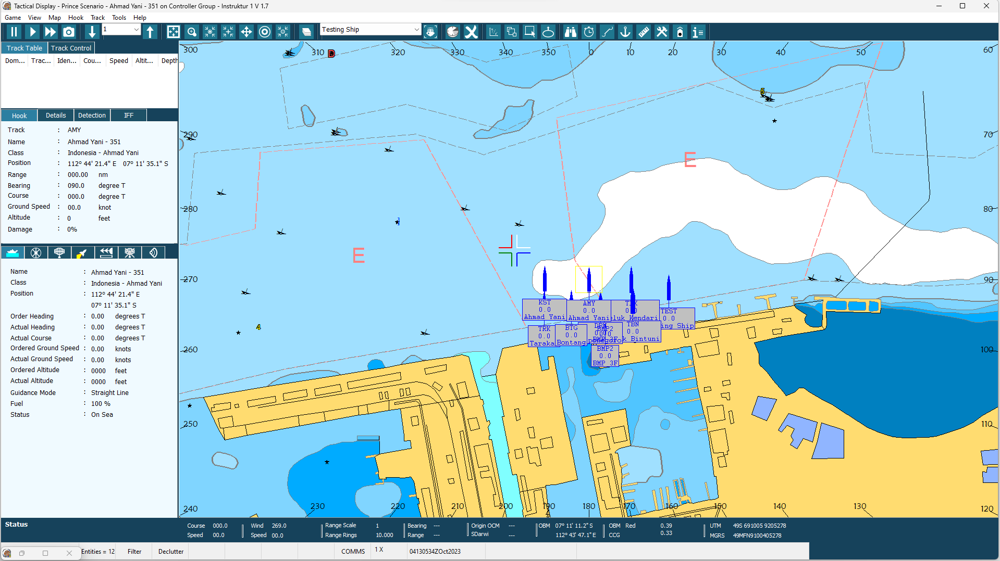 Tactical Display - Prince Scenario - Ahmad Yani - 351 on Controller Group - Instruktur 1 V 1.7
Game View Map Hook Track Tools Help
1
Testing Ship
Track Table Track Control
Dom... Trac... Iden... Cou... Speed Altit... Depth
Hook Details Detection IFF
Track : AMY
Name : Ahmad Yani - 351
Class : Indonesia - Ahmad Yani
Position : 112° 44' 21.4" E 07° 11' 35.1" S
Range : 000.00 nm
Bearing : 090.0 degree T
Course : 000.0 degree T
Ground Speed : 00.0 knot
Altitude : 0 feet
Damage : 0%
Name : Ahmad Yani - 351
Class : Indonesia - Ahmad Yani
Position : 112° 44' 21.4" E
07° 11' 35.1" S
Order Heading : 0.00 degrees T
Actual Heading : 0.00 degrees T
Actual Course : 0.00 degrees T
Ordered Ground Speed : 0.00 knots
Actual Ground Speed : 0.00 knots
Ordered Altitude : 0000 feet
Actual Altitude : 0000 feet
Guidance Mode : Straight Line
Fuel : 100 %
Status : On Sea
300 310 320 330 340 350 0 10 20 30 40 50 60
D
5
290 70
E
280 80
E
270 90
4
KST
0.0
Ahmad Yani
AMY
0.0
Ahmad Yani
0.0
luk Kendari
TEST
0.0
ing Ship
TRK
0.0
Taraka
BTG
0.0
Bontang
BMP2
BMP 3F
TBN
0.0
k Bintuni
BMP2
0.0
BMP 3F
260 100
250 110
240 230 220 210 200 190 180 170 160 150 140 130 120
Status
Course 000.0 Wind 269.0 Range Scale 1 Bearing --- Origin OCM --- OBM 07° 11' 11.2" S OBM Red 0.39 UTM 49S 691005 9205278
Speed 00.0 Speed 00.0 Range Rings 10.000 Range --- SDarwi --- 112° 43' 47.1" E CCG 0.33 MGRS 49MFN9100405278
Entities = 12 Filter Declutter COMMS 1 X 04130534ZOct2023